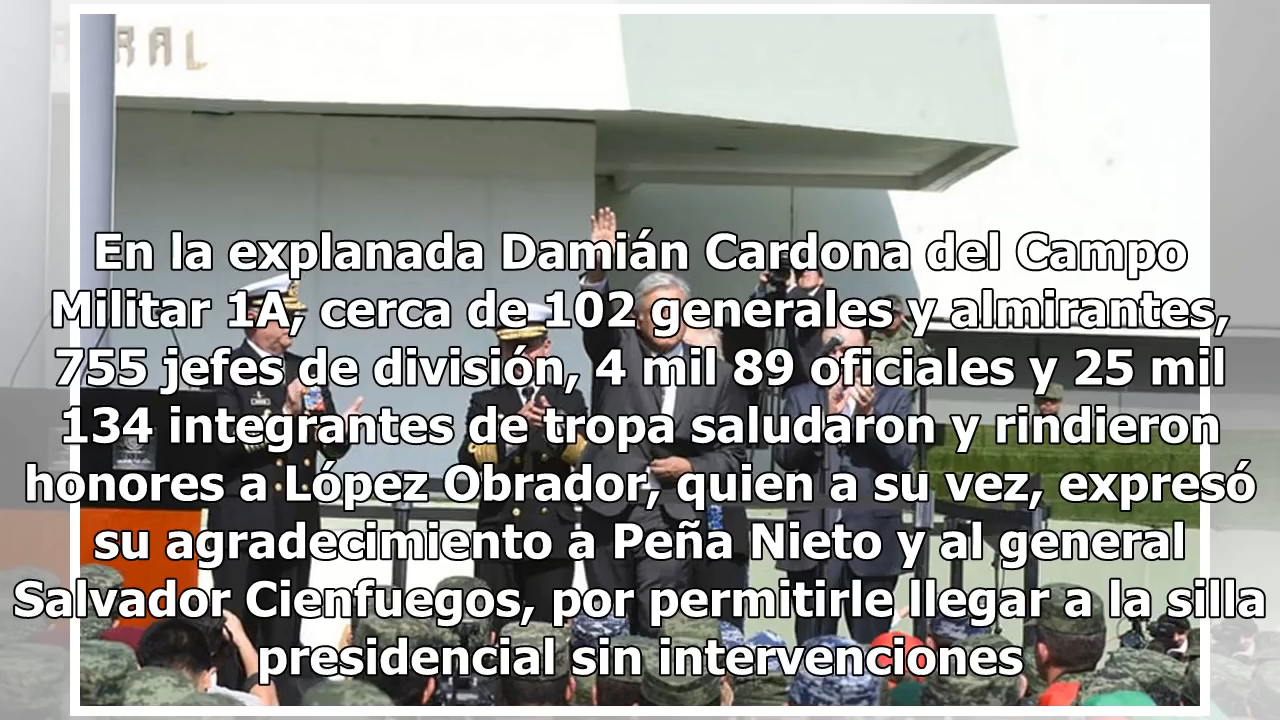 RAL
En la explanada Damián Cardona del Campo
Militar 1A, cerca de 102 generales y almirantes,
755 jefes de división, 4 mil 89 oficiales y 25 mil
134 integrantes de tropa saludaron y rindieron
honores a López Obrador, quien a su vez, expresó
su agradecimiento a Peña Nieto y al general
Salvador Cienfuegos, por permitirle llegar a la silla
presidencial sin intervenciones